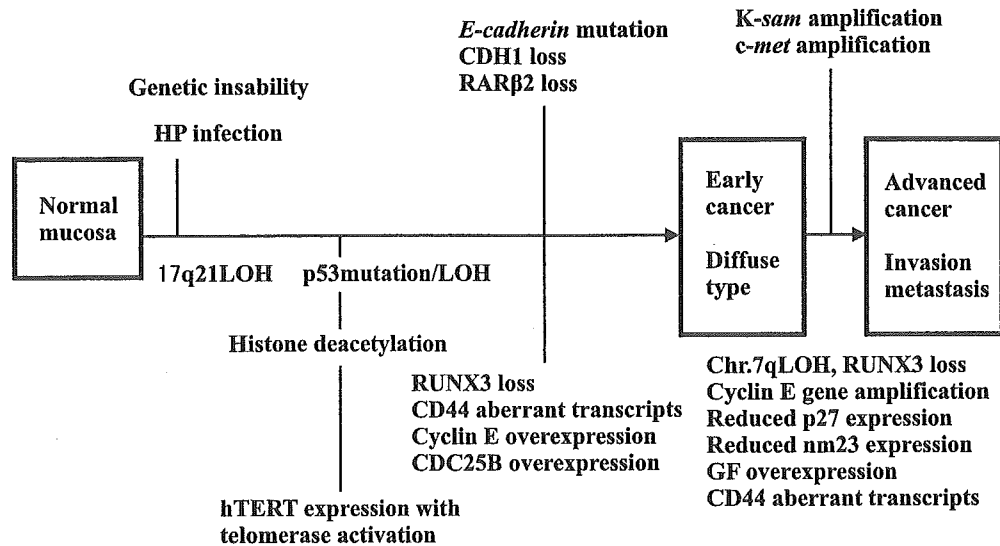 K-sam amplification
c-met amplification
E-cadherin mutation
CDH1 loss
RARβ2 loss
Genetic insability
HP infection
Normal
mucosa
Early
cancer
Diffuse
type
Advanced
cancer
Invasion
metastasis
17q21LOH
p53mutation/LOH
Histone deacetylation
RUNX3 loss
CD44 aberrant transcripts
Cyclin E overexpression
CDC25B overexpression
Chr.7qLOH, RUNX3 loss
Cyclin E gene amplification
Reduced p27 expression
Reduced nm23 expression
GF overexpression
CD44 aberrant transcripts
hTERT expression with
telomerase activation